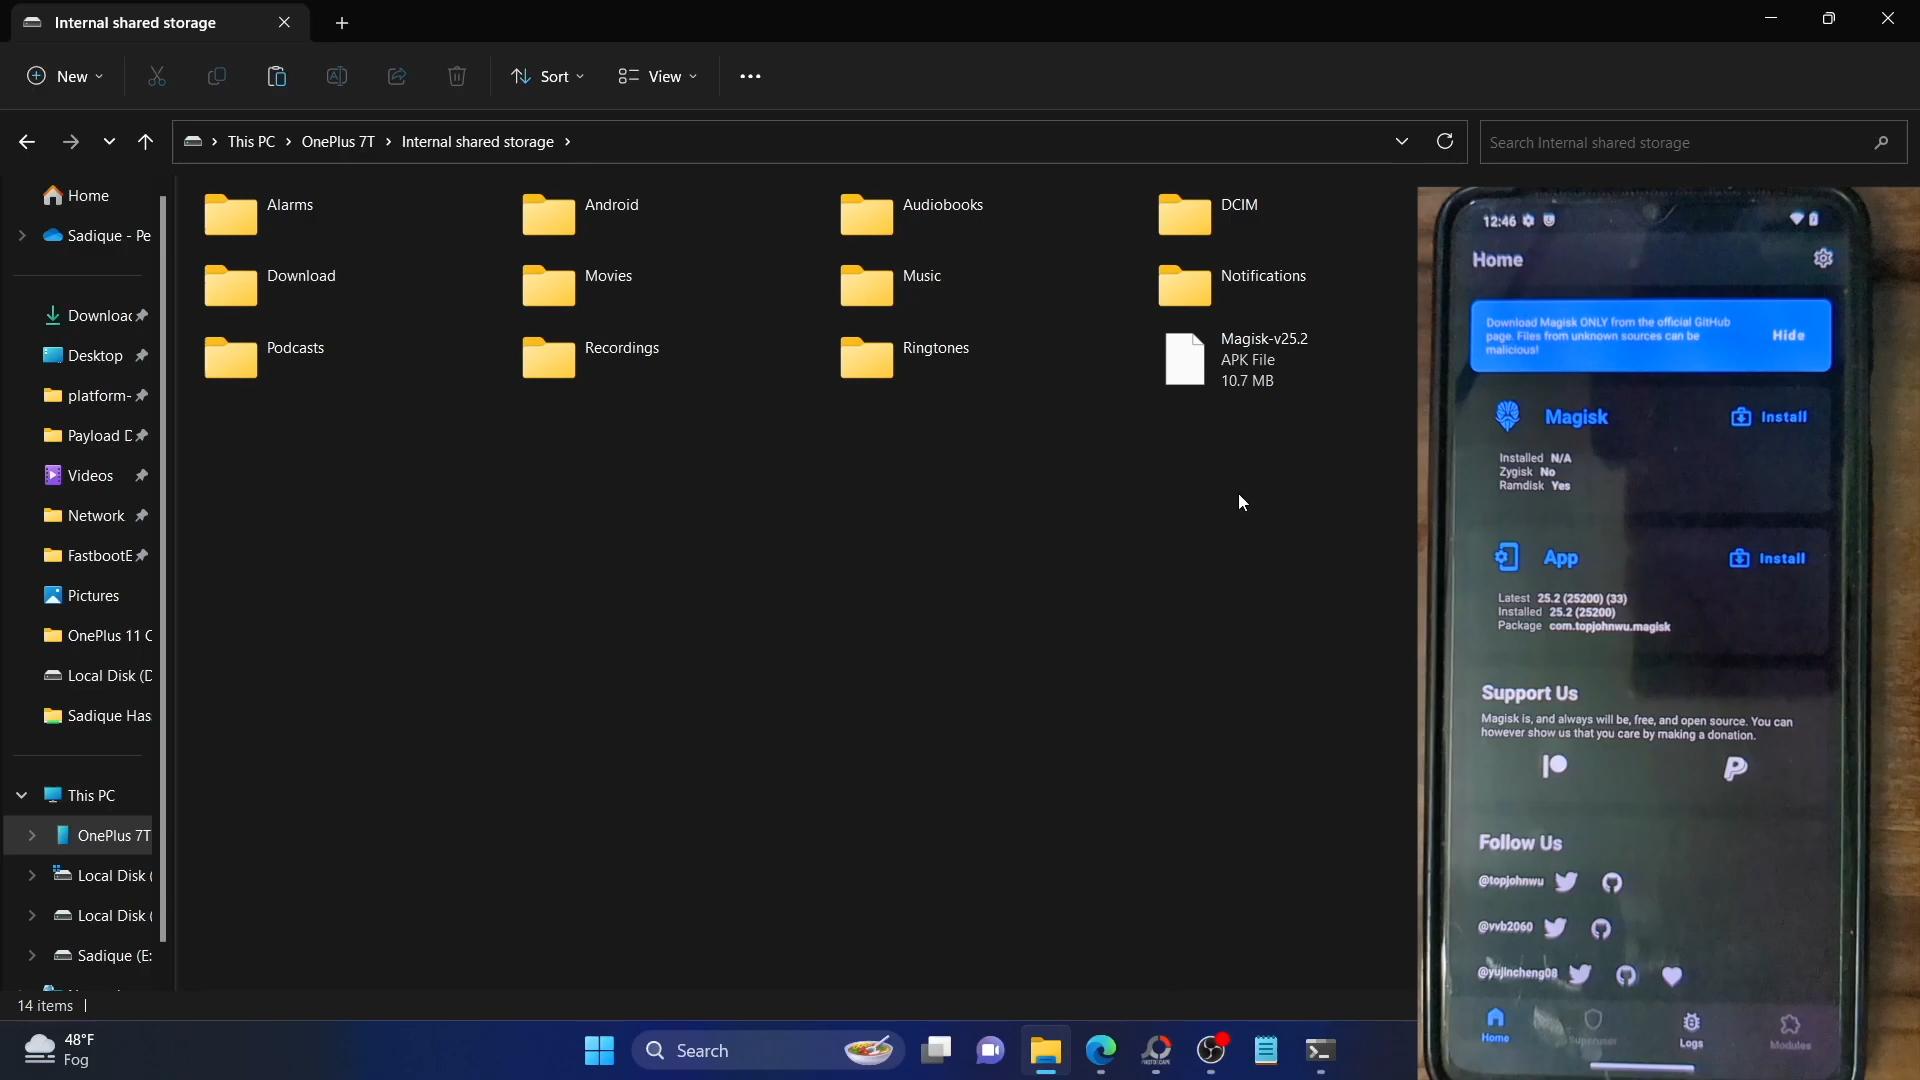 Internal shared storage
New
Sort
View
This PC
OnePlus 7T
Internal shared storage
Search Internal shared storage
Home
Sadique - Pe
Downloac
Desktop
platform-
Payload D
Videos
Network
FastbootE
Pictures
OnePlus 11 C
Local Disk (D
Sadique Has
This PC
OnePlus 7T
Local Disk (
Local Disk (
Sadique (E:
Alarms
Android
Audiobooks
DCIM
Download
Movies
Music
Notifications
Podcasts
Recordings
Ringtones
Magisk-v25.2
APK File
10.7 MB
14 items
48°F
Fog
Search
12:46
Home
Download Magisk ONLY from the official GitHub
page. Files from unknown sources can be
malicious!
Hide
Magisk
Install
Installed N/A
Zygisk No
Ramdisk Yes
App
Install
Latest 25.2 (25200) (33)
Installed 25.2 (25200)
Package com.topjohnwu.magisk
Support Us
Magisk is, and always will be, free, and open source. You can
however show us that you care by making a donation.
Follow Us
@topjohnwu
@vvb2060
@yujincheng08
Home
Superuser
Logs
Modules